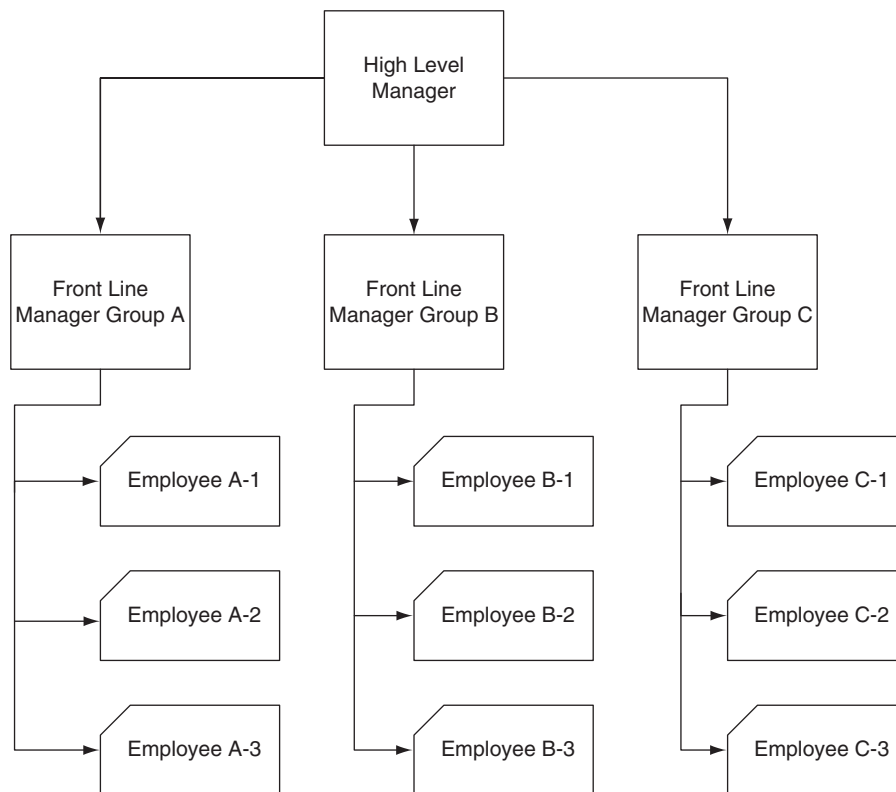 High Level
Manager
Front Line
Manager Group A
Front Line
Manager Group B
Front Line
Manager Group C
Employee A-1
Employee B-1
Employee C-1
Employee A-2
Employee B-2
Employee C-2
Employee A-3
Employee B-3
Employee C-3